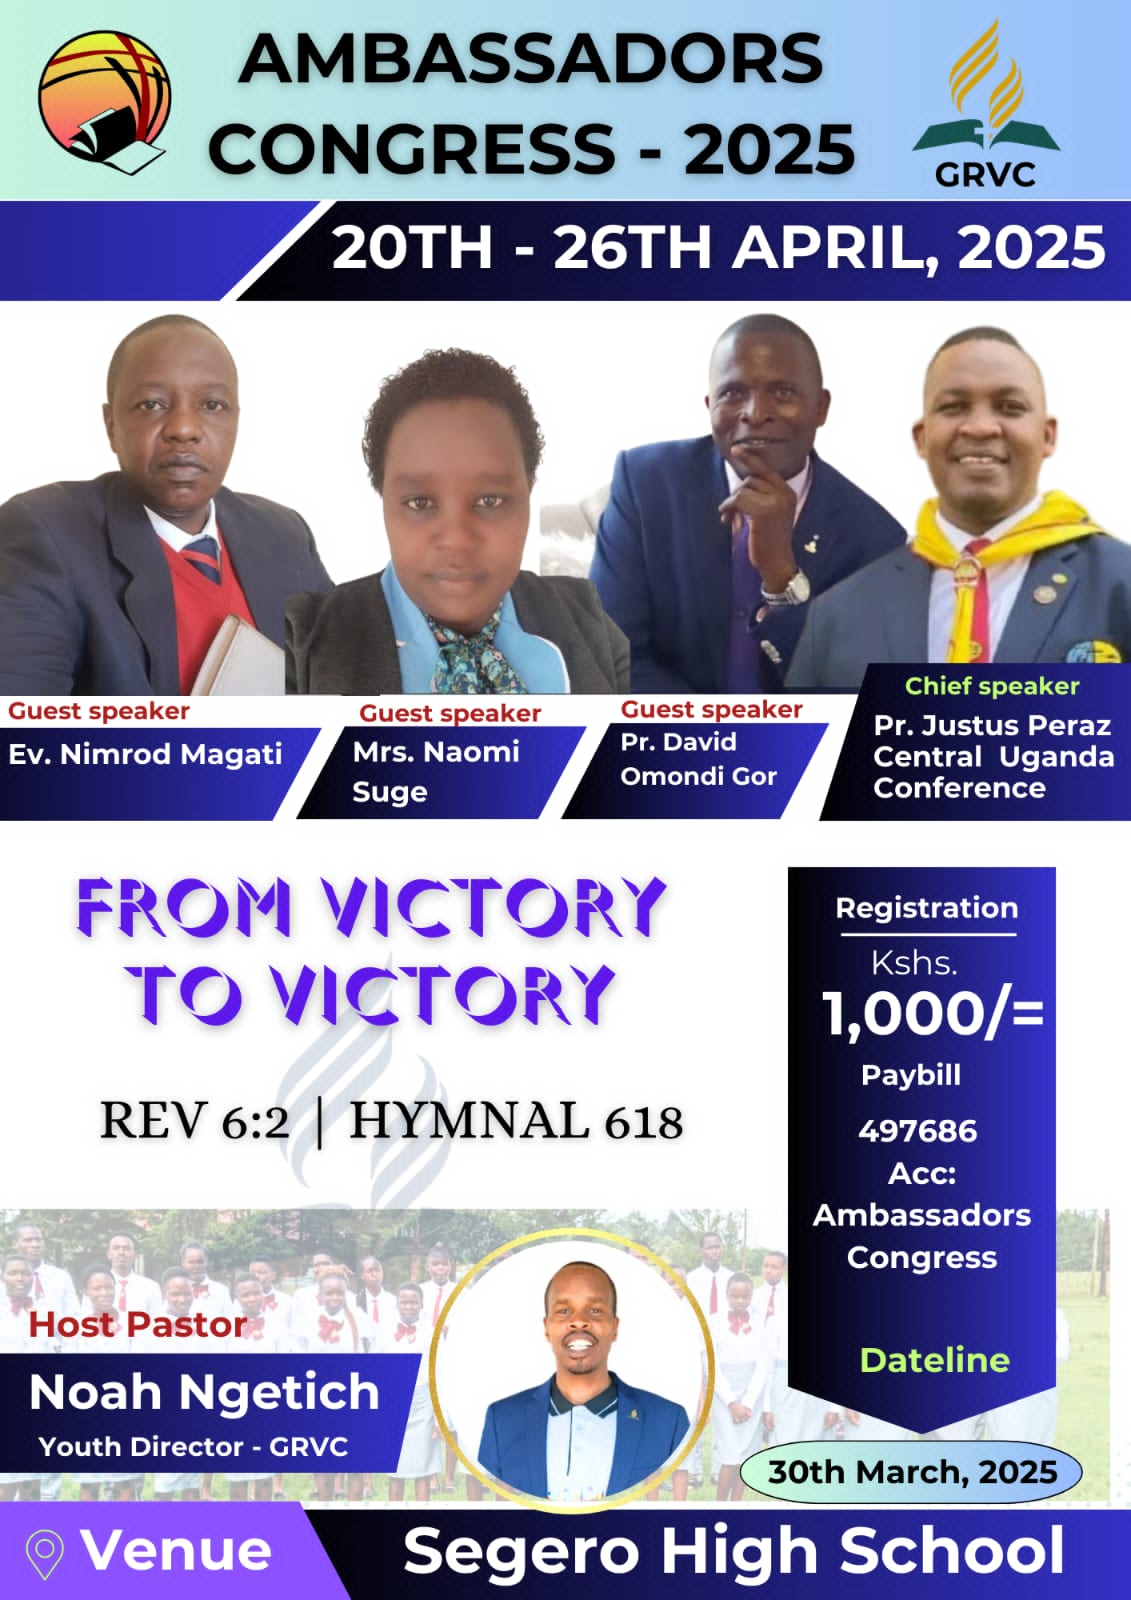 AMBASSADORS
CONGRESS - 2025
GRVC
20TH - 26TH APRIL, 2025
Guest speaker
Ev. Nimrod Magati
Guest speaker
Mrs. Naomi
Suge
Guest speaker
Pr. David
Omondi Gor
Chief speaker
Pr. Justus Peraz
Central Uganda
Conference
FROM VICTORY
TO VICTORY
REV 6:2 | HYMNAL 618
Registration
Kshs.
1,000/=
Paybill
497686
Acc:
Ambassadors
Congress
Dateline
30th March, 2025
Host Pastor
Noah Ngetich
Youth Director - GRVC
Venue
Segero High School